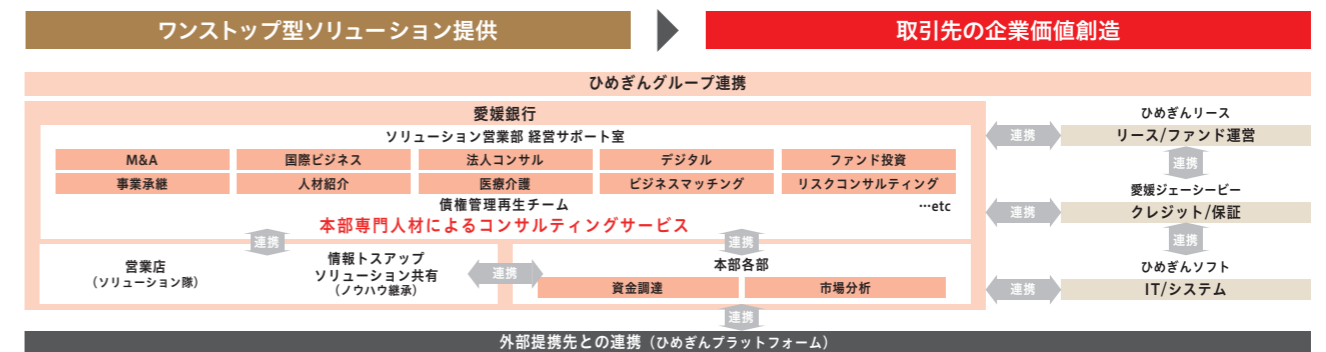 ワンストップ型ソリューション提供
取引先の企業価値創造
ひめぎんグループ連携
愛媛銀行
ソリューション営業部 経営サポート室
M&A
国際ビジネス
法人コンサル
デジタル
ファンド投資
事業承継
人材紹介
医療介護
ビジネスマッチング
リスクコンサルティング
債権管理再生チーム
…etc
本部専門人材によるコンサルティングサービス
連携
連携
営業店
（ソリューション隊）
情報トスアップ
ソリューション共有
（ノウハウ継承）
連携
本部各部
資金調達
市場分析
連携
ひめぎんリース
連携
リース/ファンド運営
連携
愛媛ジェーシービー
連携
クレジット/保証
連携
ひめぎんソフト
連携
IT/システム
外部提携先との連携（ひめぎんプラットフォーム）